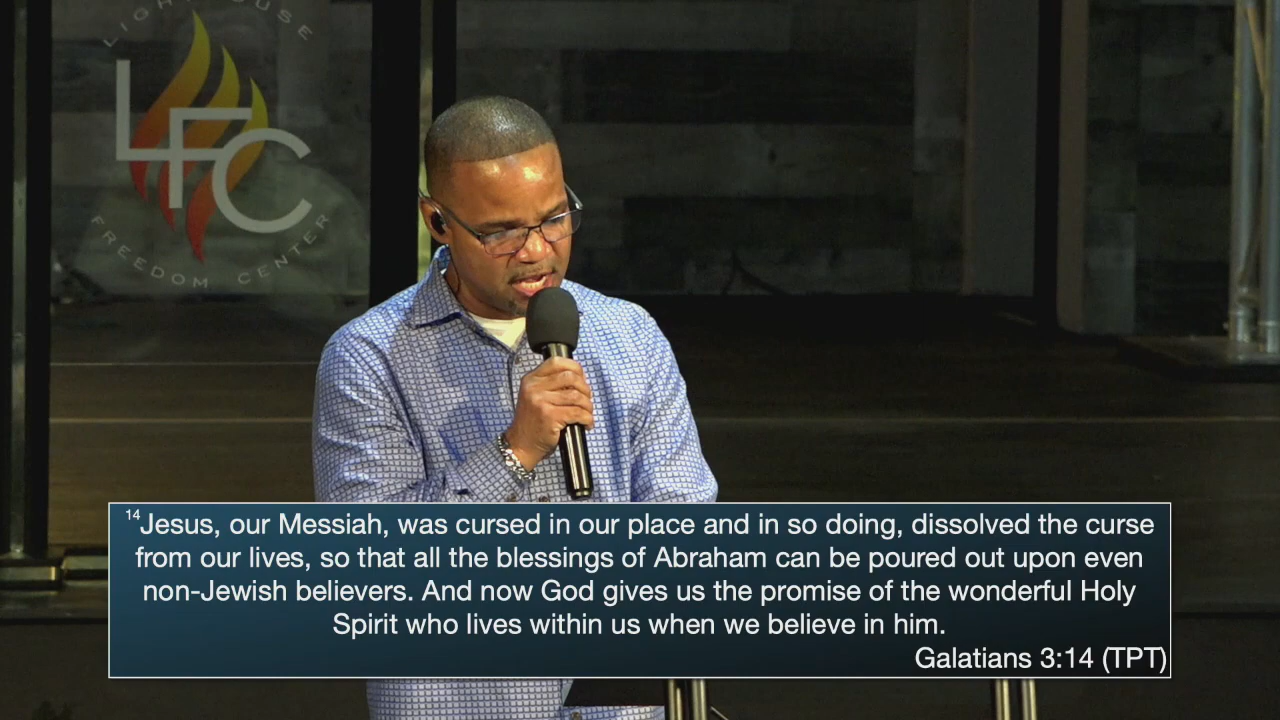 LIGHTHOUSE
LFC
FREEDOM CENTER
14Jesus, our Messiah, was cursed in our place and in so doing, dissolved the curse
from our lives, so that all the blessings of Abraham can be poured out upon even
non-Jewish believers. And now God gives us the promise of the wonderful Holy
Spirit who lives within us when we believe in him.
Galatians 3:14 (TPT)